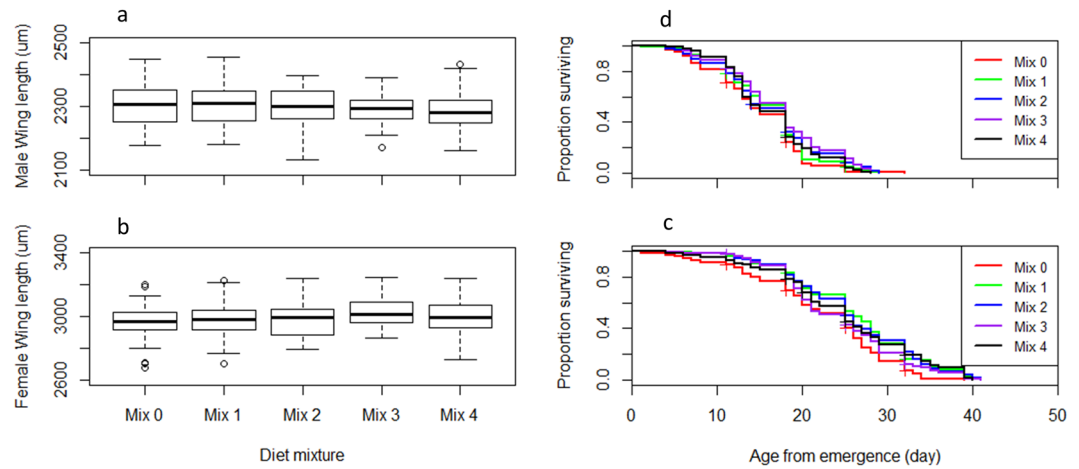 a
Male Wing length (um)
2500
2300
2100
b
Female Wing length (um)
3400
3000
2600
Mix 0 Mix 1 Mix 2 Mix 3 Mix 4
Diet mixture
d
Proportion surviving
0.8
0.4
0.0
Mix 0
Mix 1
Mix 2
Mix 3
Mix 4
c
Proportion surviving
0.8
0.4
0.0
Mix 0
Mix 1
Mix 2
Mix 3
Mix 4
0 10 20 30 40 50
Age from emergence (day)